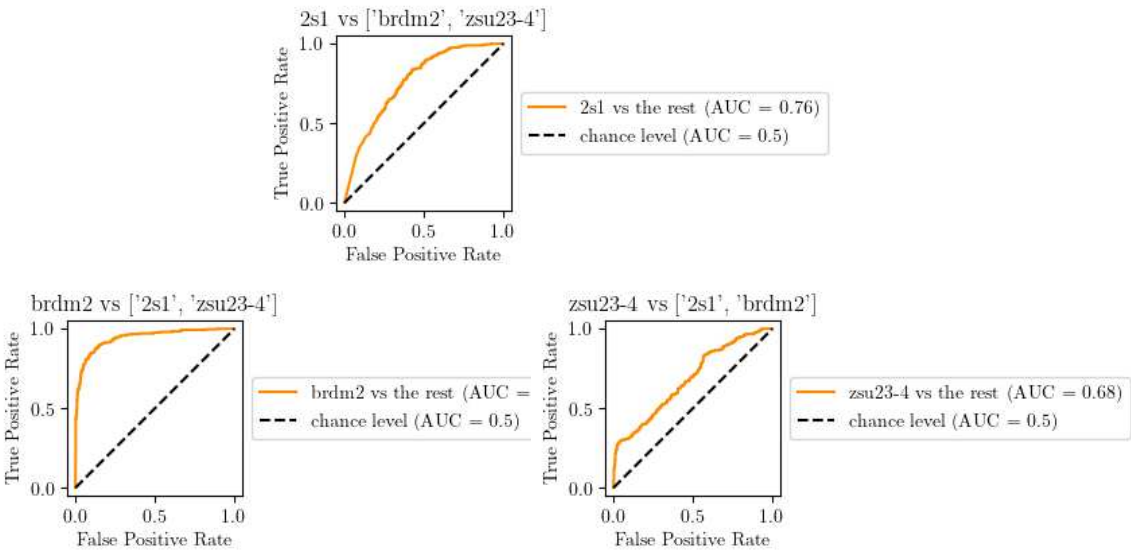 2s1 vs ['brdm2', 'zsu23-4']
1.0
0.5
0.0
True Positive Rate
0.0 0.5 1.0
False Positive Rate
2s1 vs the rest (AUC = 0.76)
chance level (AUC = 0.5)
brdm2 vs ['2s1', 'zsu23-4']
1.0
0.5
0.0
True Positive Rate
0.0 0.5 1.0
False Positive Rate
brdm2 vs the rest (AUC =
chance level (AUC = 0.5)
zsu23-4 vs ['2s1', 'brdm2']
1.0
0.5
0.0
True Positive Rate
0.0 0.5 1.0
False Positive Rate
zsu23-4 vs the rest (AUC = 0.68)
chance level (AUC = 0.5)